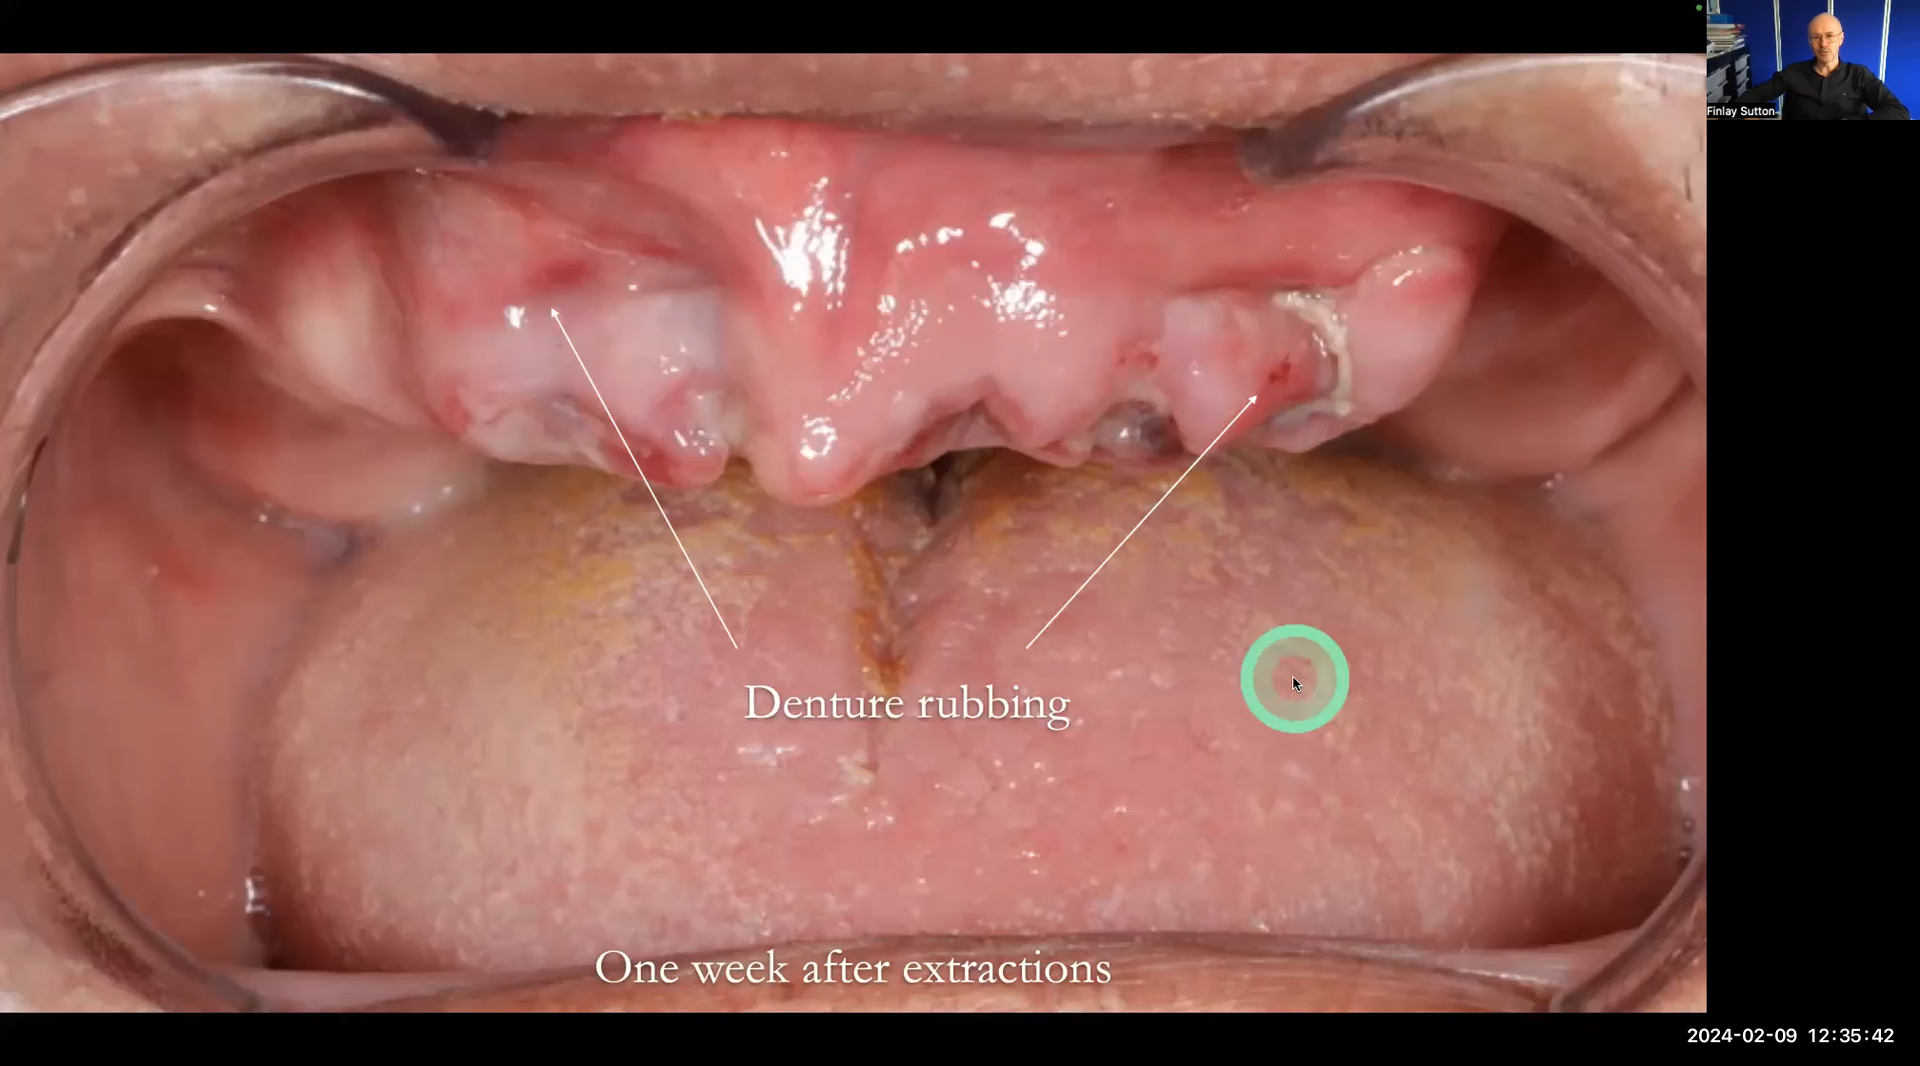 Finlay Sutton
Denture rubbing
One week after extractions
2024-02-09 12:35:42